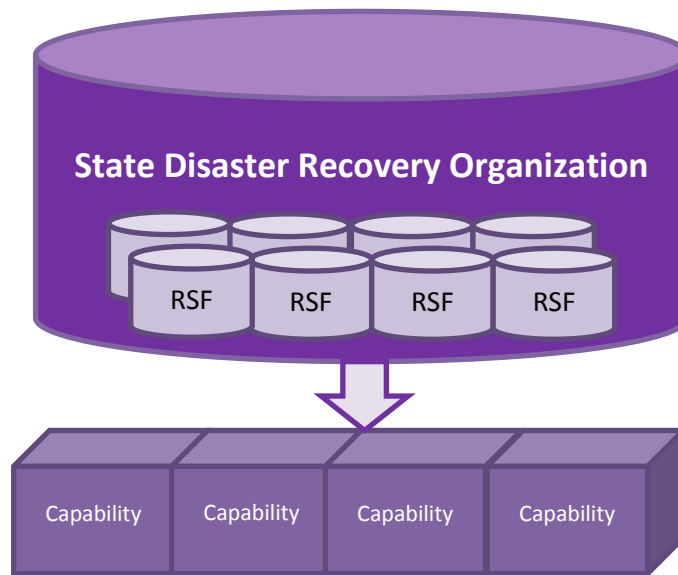 State Disaster Recovery Organization
RSF RSF RSF RSF
Capability Capability Capability Capability